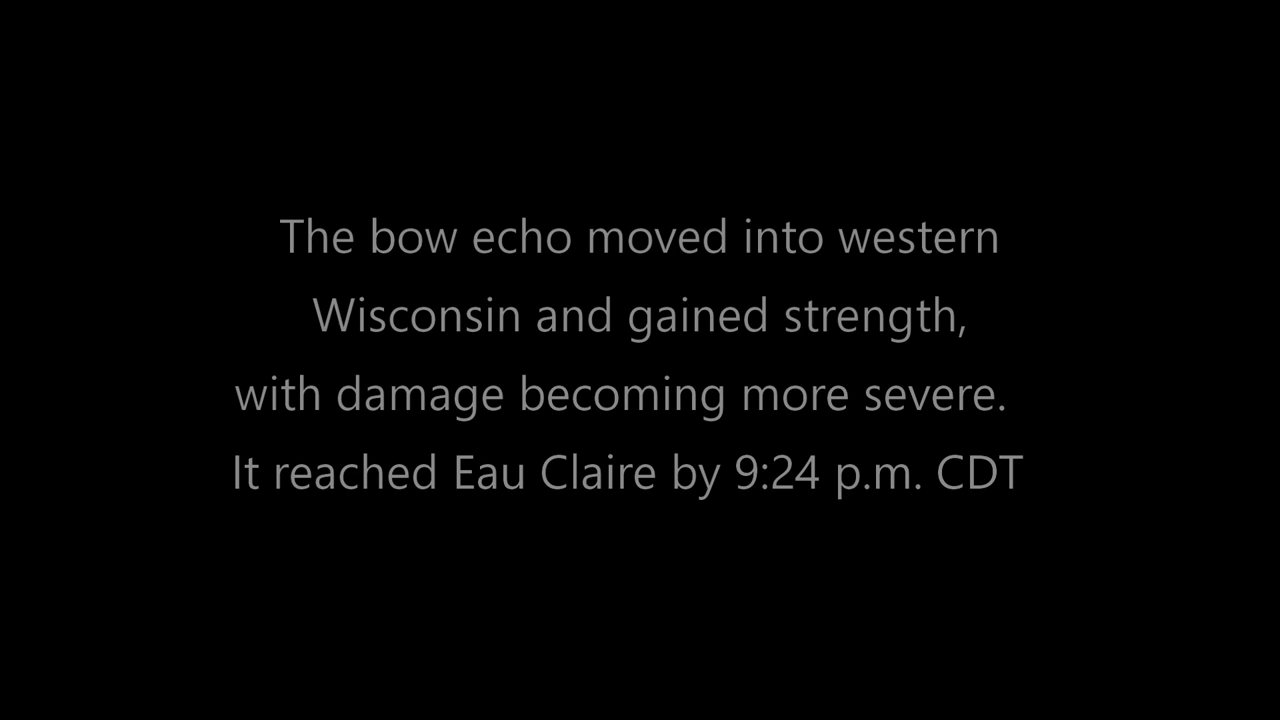 The bow echo moved into western
Wisconsin and gained strength,
with damage becoming more severe.
It reached Eau Claire by 9:24 p.m. CDT